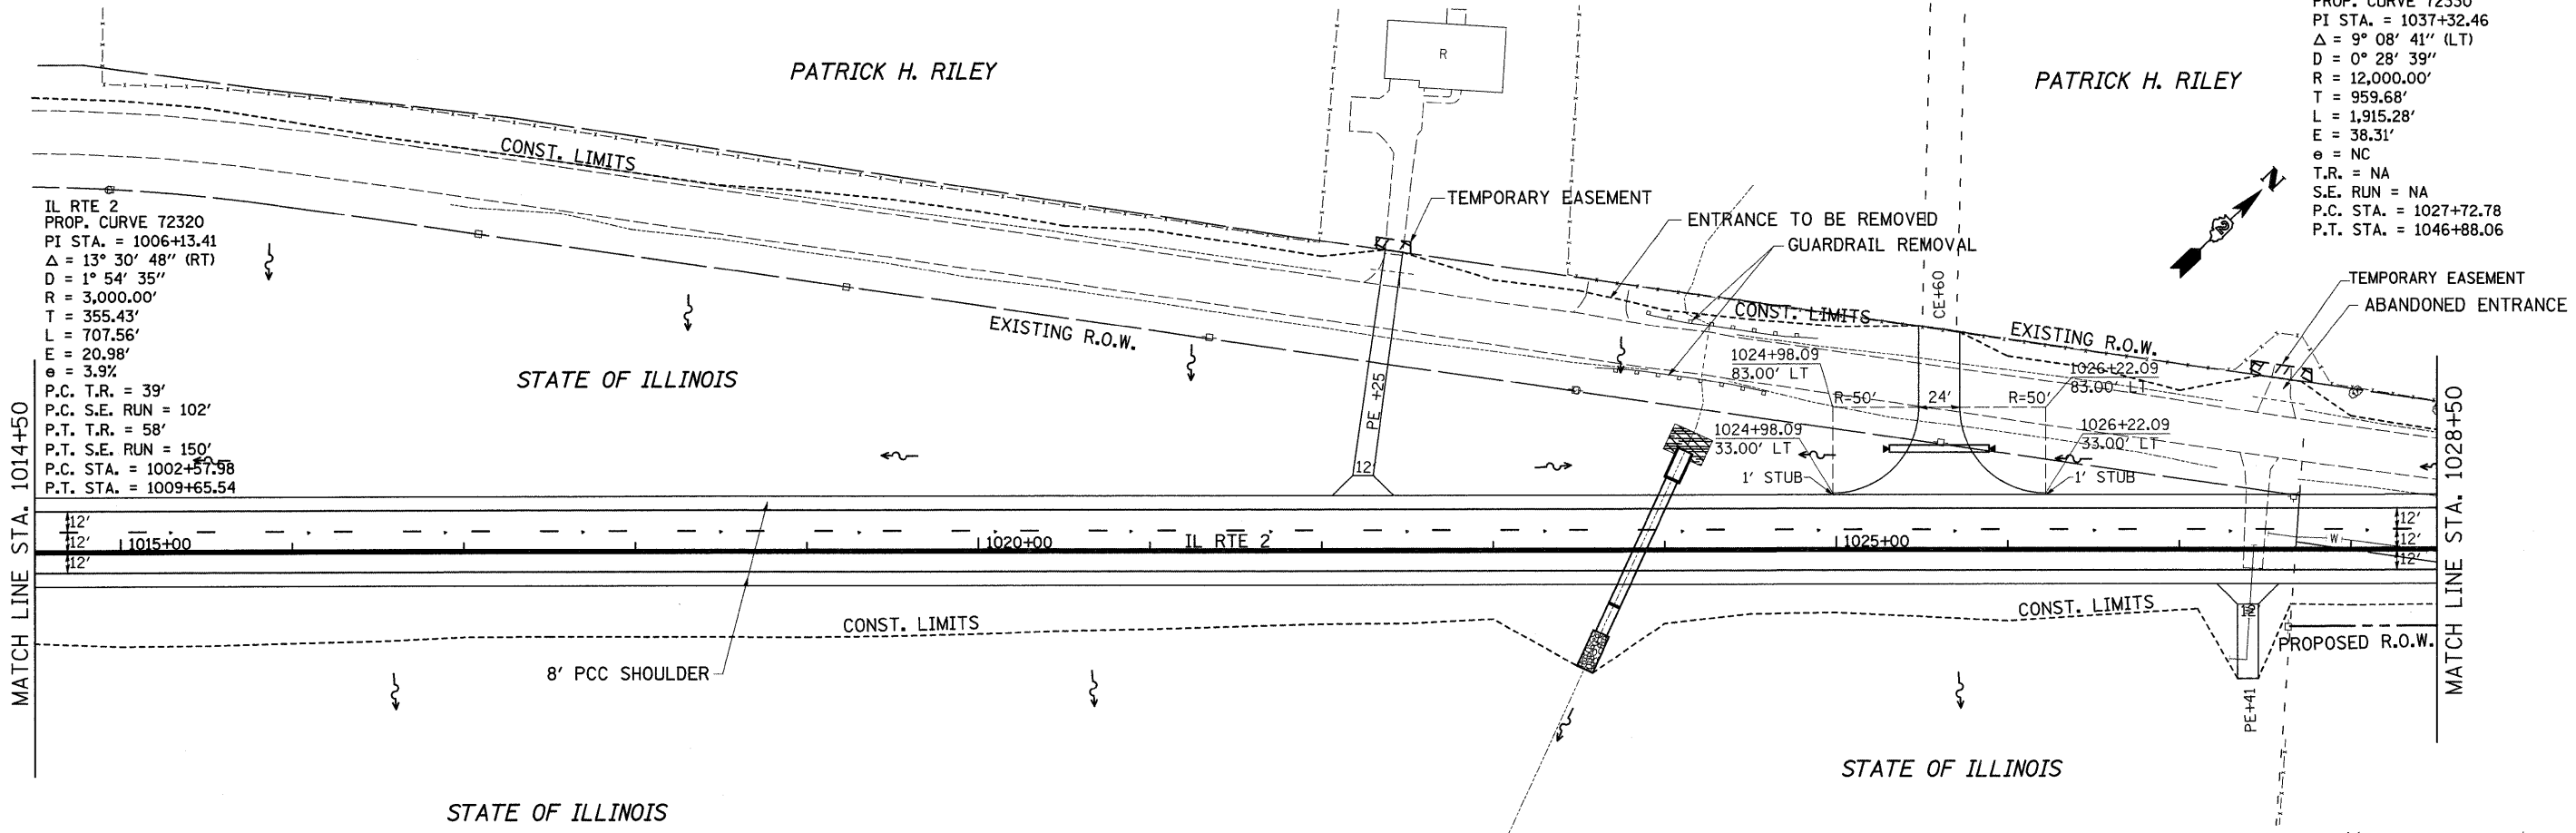 PROP. CURVE 72330
PI STA. = 1037+32.46
Δ = 9° 08' 41'' (LT)
D = 0° 28' 39''
R = 12,000.00'
T = 959.68'
L = 1,915.28'
E = 38.31'
e = NC
T.R. = NA
S.E. RUN = NA
P.C. STA. = 1027+72.78
P.T. STA. = 1046+88.06
PATRICK H. RILEY
R
PATRICK H. RILEY
N
2
CONST. LIMITS
TEMPORARY EASEMENT
ENTRANCE TO BE REMOVED
GUARDRAIL REMOVAL
IL RTE 2
PROP. CURVE 72320
PI STA. = 1006+13.41
Δ = 13° 30' 48'' (RT)
D = 1° 54' 35''
R = 3,000.00'
T = 355.43'
L = 707.56'
E = 20.98'
e = 3.9%
P.C. T.R. = 39'
P.C. S.E. RUN = 102'
P.T. T.R. = 58'
P.T. S.E. RUN = 150'
P.C. STA. = 1002+57.98
P.T. STA. = 1009+65.54
CE+60
TEMPORARY EASEMENT
ABANDONED ENTRANCE
CONST. LIMITS
EXISTING R.O.W.
EXISTING R.O.W.
STATE OF ILLINOIS
1024+98.09
83.00' LT
1026+22.09
83.00' LT
R=50'
24'
R=50'
PE +25
12'
1024+98.09
33.00' LT
1026+22.09
33.00' LT
1' STUB
1' STUB
MATCH LINE STA. 1014+50
MATCH LINE STA. 1028+50
12'
12'
12'
1015+00
1020+00
IL RTE 2
1025+00
W
12'
12'
12'
CONST. LIMITS
CONST. LIMITS
12'
PROPOSED R.O.W.
8' PCC SHOULDER
PE+41
STATE OF ILLINOIS
STATE OF ILLINOIS